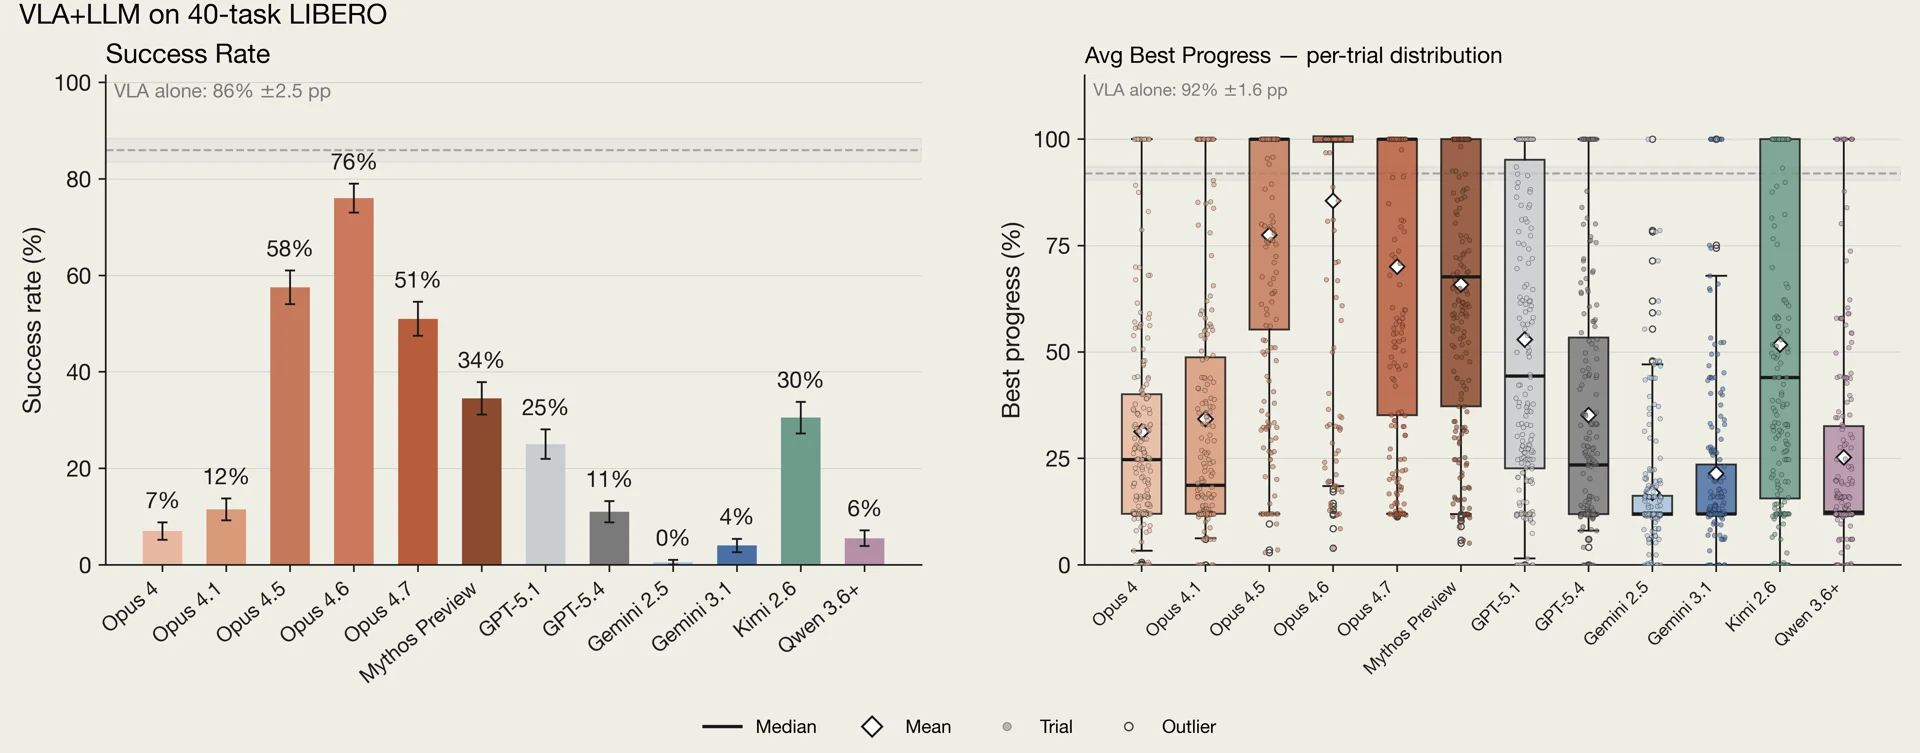 VLA+LLM on 40-task LIBERO
Success Rate
VLA alone: 86% ±2.5 pp
Success rate (%)
100
80
60
40
20
0
7%
12%
58%
76%
51%
34%
25%
11%
0%
4%
30%
6%
Opus 4
Opus 4.1
Opus 4.5
Opus 4.6
Opus 4.7
Mythos Preview
GPT-5.1
GPT-5.4
Gemini 2.5
Gemini 3.1
Kimi 2.6
Qwen 3.6+
Avg Best Progress — per-trial distribution
VLA alone: 92% ±1.6 pp
Best progress (%)
100
75
50
25
0
Opus 4
Opus 4.1
Opus 4.5
Opus 4.6
Opus 4.7
Mythos Preview
GPT-5.1
GPT-5.4
Gemini 2.5
Gemini 3.1
Kimi 2.6
Qwen 3.6+
Median
Mean
Trial
Outlier